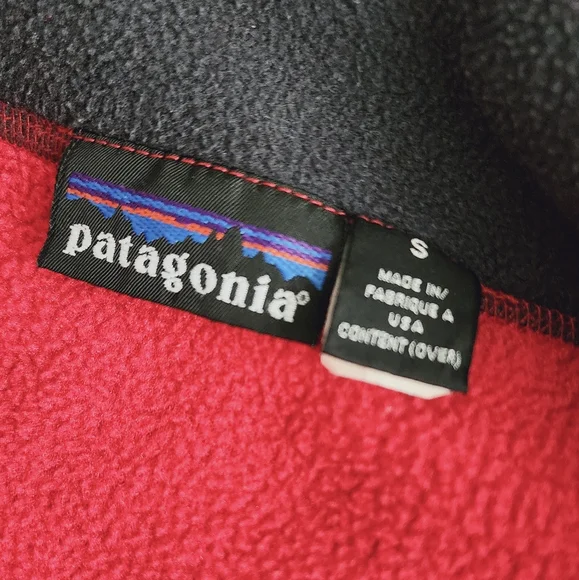 patagonia®
S
MADE IN/
FABRIQUE A
USA
CONTENT (OVER)